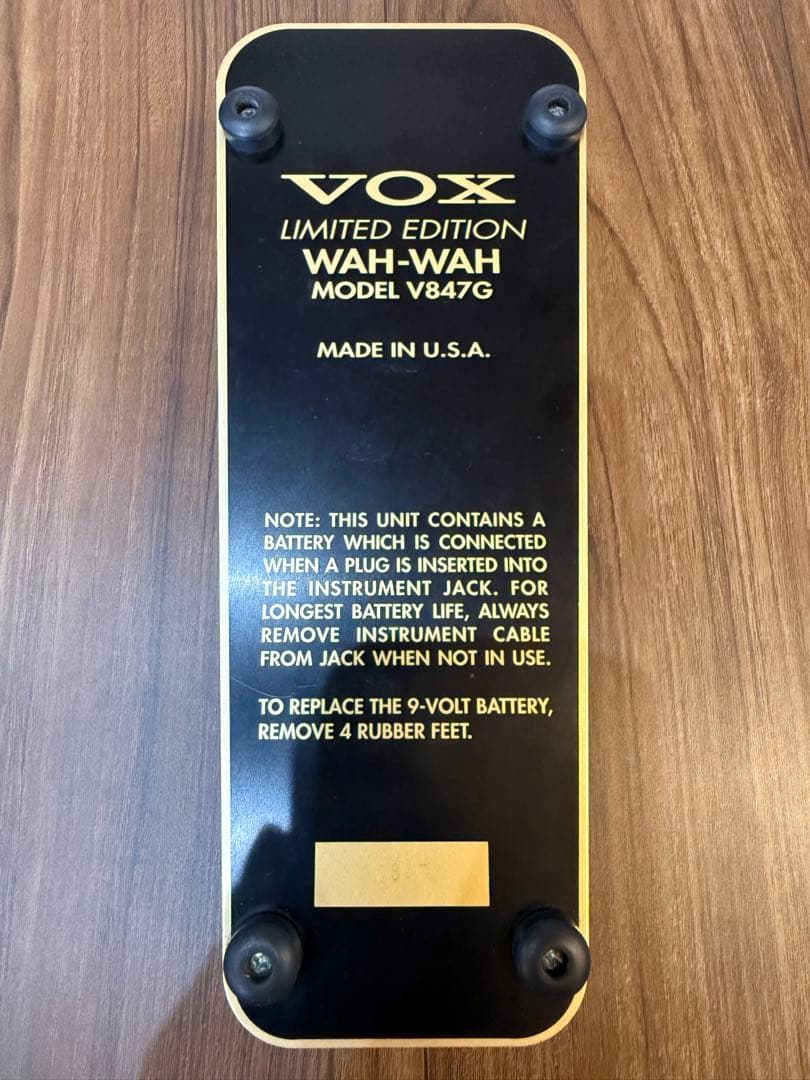 VOX
LIMITED EDITION
WAH-WAH
MODEL V847G
MADE IN U.S.A.
NOTE: THIS UNIT CONTAINS A
BATTERY WHICH IS CONNECTED
WHEN A PLUG IS INSERTED INTO
THE INSTRUMENT JACK. FOR
LONGEST BATTERY LIFE, ALWAYS
REMOVE INSTRUMENT CABLE
FROM JACK WHEN NOT IN USE.
TO REPLACE THE 9-VOLT BATTERY,
REMOVE 4 RUBBER FEET.